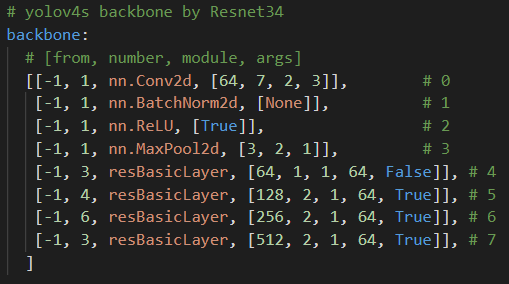 # yolov4s backbone by Resnet34
backbone:
  # [from, number, module, args]
  [[-1, 1, nn.Conv2d, [64, 7, 2, 3]],        # 0
   [-1, 1, nn.BatchNorm2d, [None]],          # 1
   [-1, 1, nn.ReLU, [True]],                 # 2
   [-1, 1, nn.MaxPool2d, [3, 2, 1]],         # 3
   [-1, 3, resBasicLayer, [64, 1, 1, 64, False]], # 4
   [-1, 4, resBasicLayer, [128, 2, 1, 64, True]], # 5
   [-1, 6, resBasicLayer, [256, 2, 1, 64, True]], # 6
   [-1, 3, resBasicLayer, [512, 2, 1, 64, True]], # 7
  ]